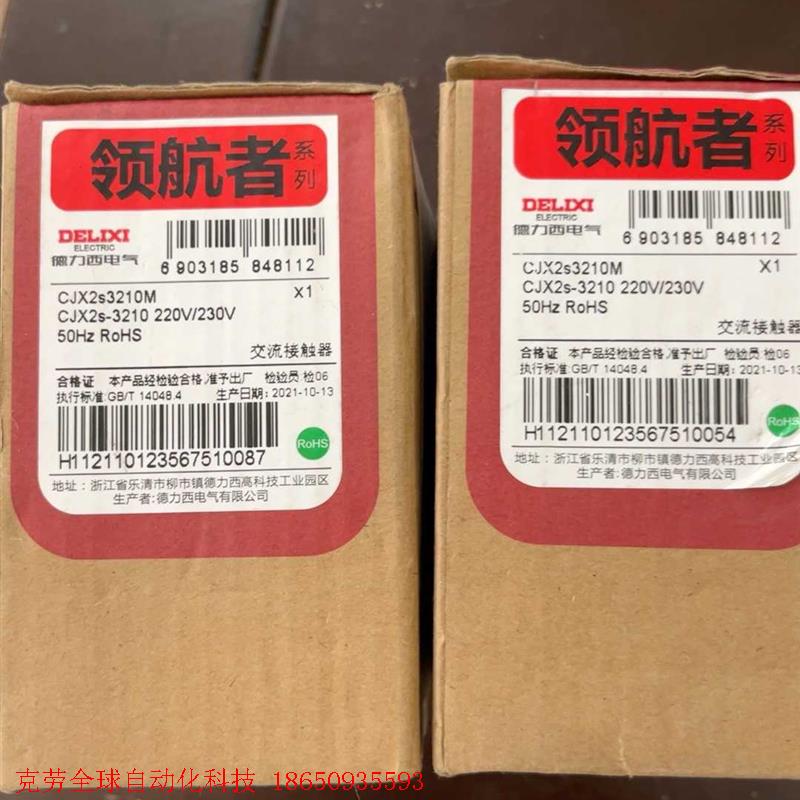 领航者系列
DELIXI
ELECTRIC
德力西电气
6 903185 848112
CJX2s3210M X1
CJX2s-3210 220V/230V
50Hz RoHS
交流接触器
合格证 本产品经检验合格,准予出厂 检验员:检06
执行标准:GB/T 14048.4 生产日期:2021-10-13
H1121101235675​10087
RoHS
地址:浙江省乐清市柳市镇德力西高科技工业园区
生产者:德力西电气有限公司
领航者系列
DELIXI
ELECTRIC
德力西电气
6 903185 848112
CJX2s3210M X1
CJX2s-3210 220V/230V
50Hz RoHS
交流接触器
合格证 本产品经检验合格,准予出厂 检验员:检06
执行标准:GB/T 14048.4 生产日期:2021-10-13
H112110123567510054
RoHS
地址:浙江省乐清市柳市镇德力西高科技工业园区
生产者:德力西电气有限公司
克劳全球自动化科技 18650935593